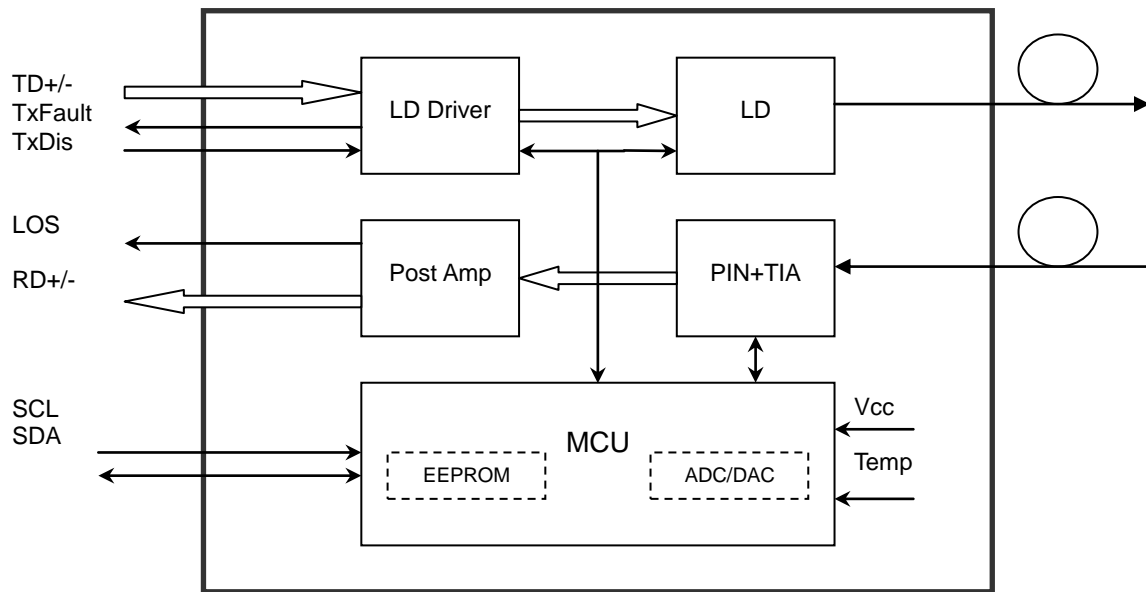 TD+/-
TxFault
TxDis
LD Driver
LD
LOS
RD+/-
Post Amp
PIN+TIA
SCL
SDA
MCU
EEPROM
ADC/DAC
Vcc
Temp